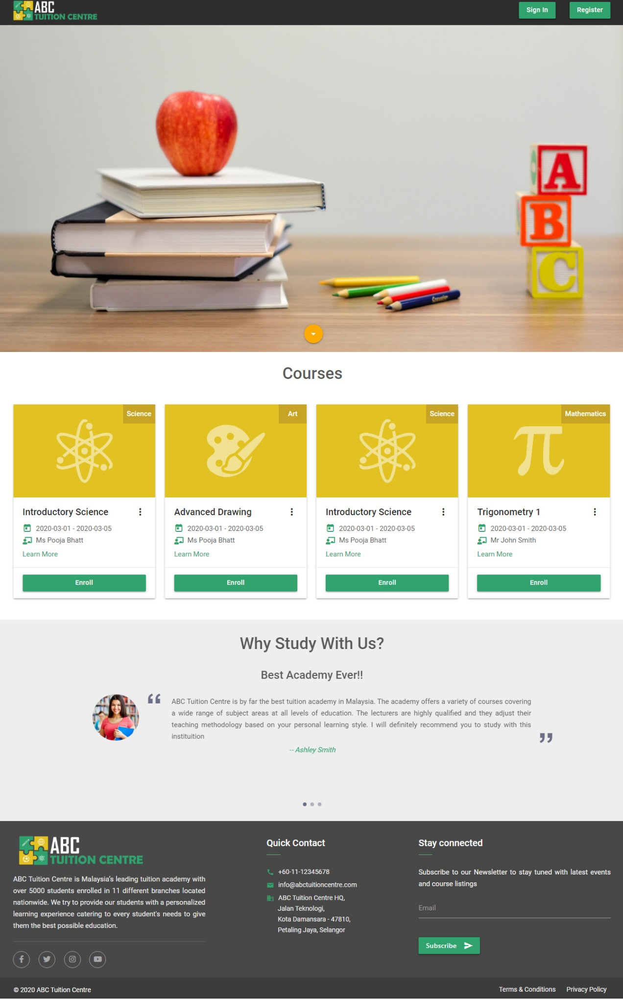 ABC
TUITION CENTRE
Sign In
Register
A
B
C
Courses
Science
Art
Science
Mathematics
π
Introductory Science
2020-03-01 - 2020-03-05
Ms Pooja Bhatt
Learn More
Enroll
Advanced Drawing
2020-03-01 - 2020-03-05
Ms Pooja Bhatt
Learn More
Enroll
Introductory Science
2020-03-01 - 2020-03-05
Ms Pooja Bhatt
Learn More
Enroll
Trigonometry 1
2020-03-01 - 2020-03-05
Mr John Smith
Learn More
Enroll
Why Study With Us?
Best Academy Ever!!
“
ABC Tuition Centre is by far the best tuition academy in Malaysia. The academy offers a variety of courses covering
a wide range of subject areas at all levels of education. The lecturers are highly qualified and they adjust their
teaching methodology based on your personal learning style. I will definitely recommend you to study with this
instituition
”
-- Ashley Smith
ABC
TUITION CENTRE
ABC Tuition Centre is Malaysia's leading tuition academy with
over 5000 students enrolled in 11 different branches located
nationwide. We try to provide our students with a personalized
learning experience catering to every student's needs to give
them the best possible education.
Quick Contact
+60-11-12345678
info@abctuitioncentre.com
ABC Tuition Centre HQ,
Jalan Teknologi,
Kota Damansara - 47810,
Petaling Jaya, Selangor
Stay connected
Subscribe to our Newsletter to stay tuned with latest events
and course listings
Email
Subscribe
© 2020 ABC Tuition Centre
Terms & Conditions
Privacy Policy